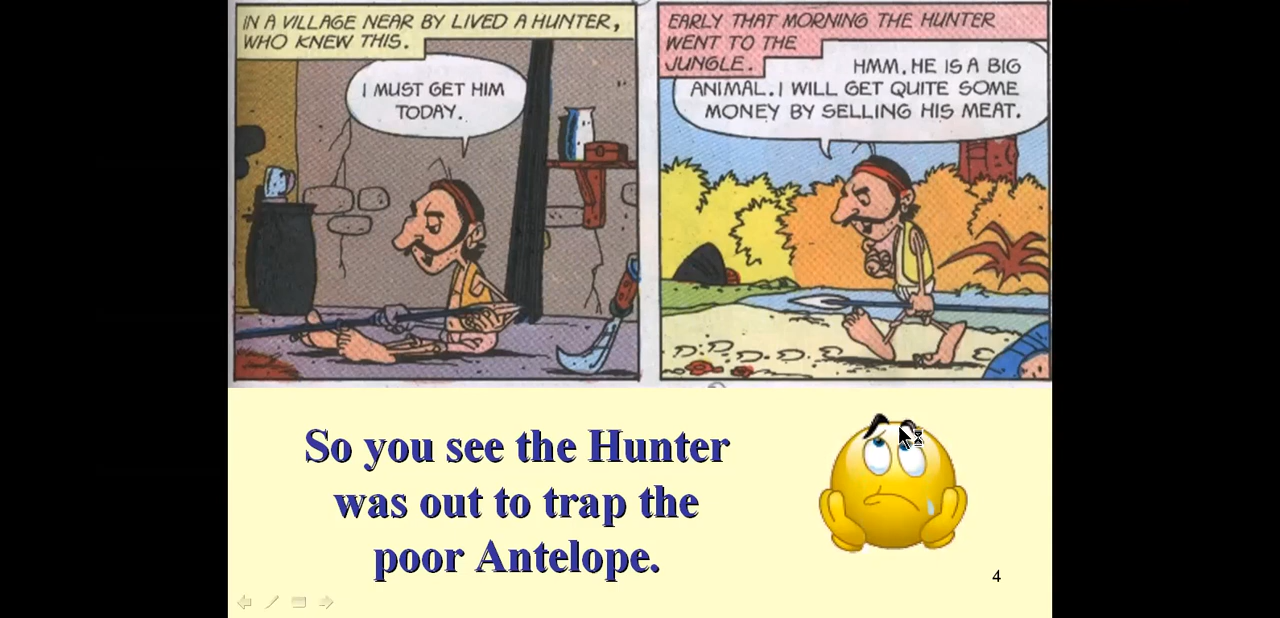 IN A VILLAGE NEAR BY LIVED A HUNTER,
WHO KNEW THIS.
I MUST GET HIM
TODAY.
EARLY THAT MORNING THE HUNTER
WENT TO THE
JUNGLE.
HMM. HE IS A BIG
ANIMAL. I WILL GET QUITE SOME
MONEY BY SELLING HIS MEAT.
So you see the Hunter
was out to trap the
poor Antelope.
4